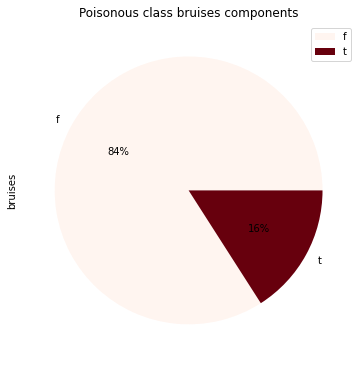 Poisonous class bruises components
f
t
f
84%
bruises
16%
t